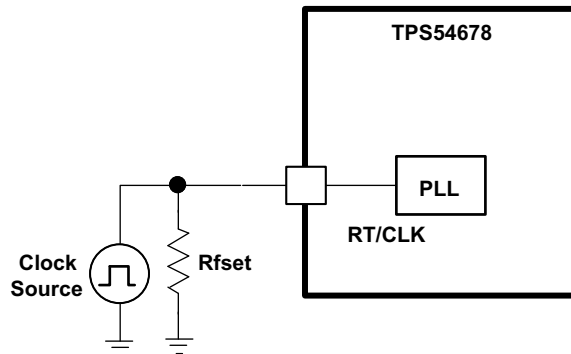 TPS54678
PLL
RT/CLK
Clock
Source
Rfset